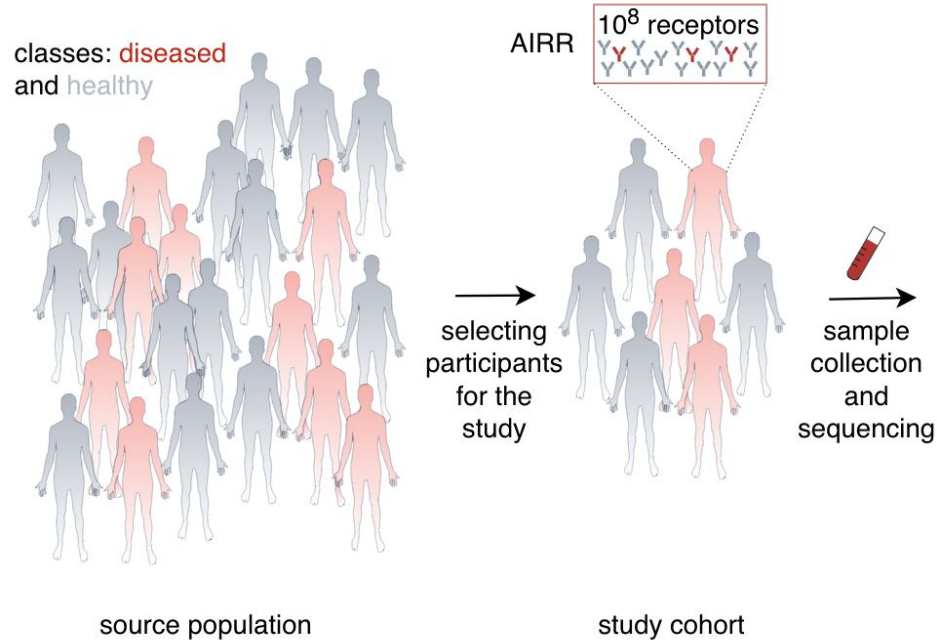 classes: diseased
and healthy
AIRR
10⁸ receptors
selecting
participants
for the
study
sample
collection
and
sequencing
source population
study cohort